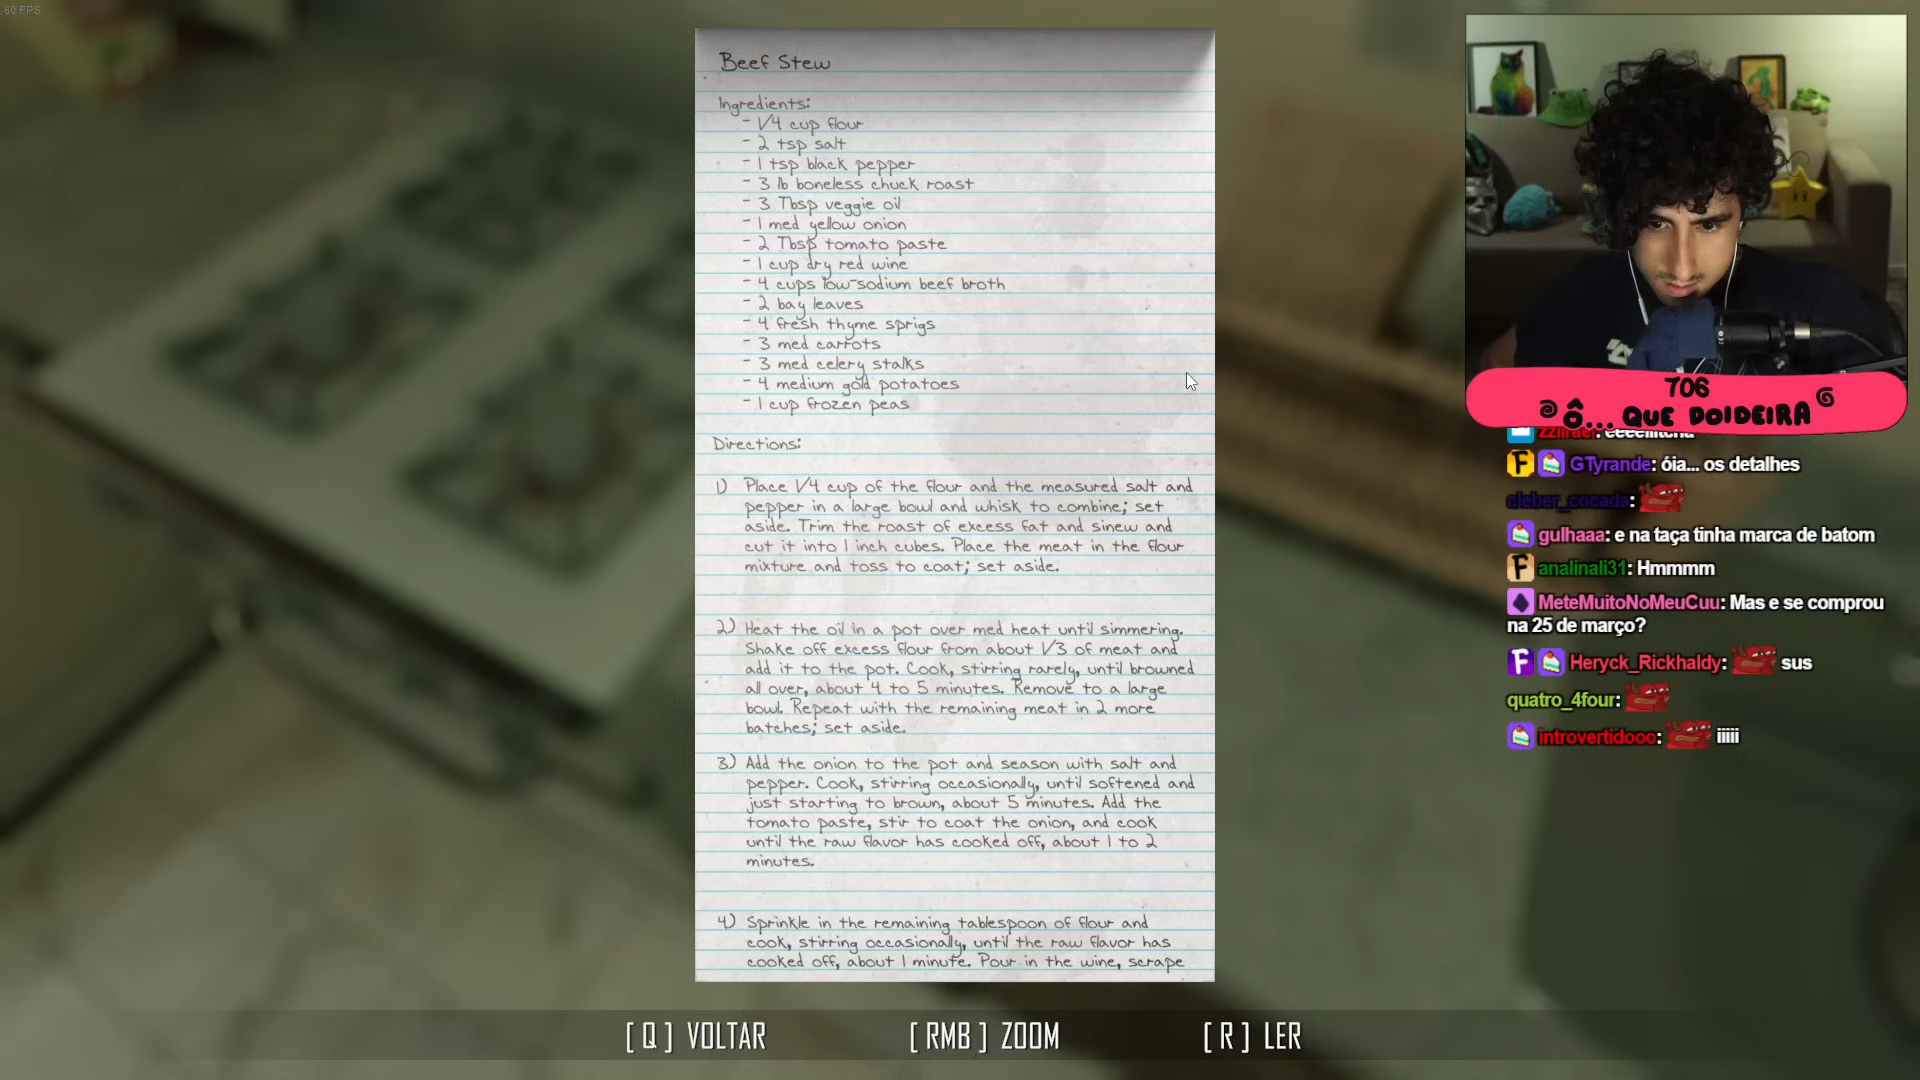 60 FPS
Beef Stew
Ingredients:
- 1/4 cup flour
- 2 tsp salt
- 1 tsp black pepper
- 3 lb boneless chuck roast
- 3 Tbsp veggie oil
- 1 med yellow onion
- 2 Tbsp tomato paste
- 1 cup dry red wine
- 4 cups low-sodium beef broth
- 2 bay leaves
- 4 fresh thyme sprigs
- 3 med carrots
- 3 med celery stalks
- 4 medium gold potatoes
- 1 cup frozen peas
Directions:
1) Place 1/4 cup of the flour and the measured salt and
pepper in a large bowl and whisk to combine; set
aside. Trim the roast of excess fat and sinew and
cut it into 1 inch cubes. Place the meat in the flour
mixture and toss to coat; set aside.
2) Heat the oil in a pot over med heat until simmering.
Shake off excess flour from about 1/3 of meat and
add it to the pot. Cook, stirring rarely, until browned
all over, about 4 to 5 minutes. Remove to a large
bowl. Repeat with the remaining meat in 2 more
batches; set aside.
3) Add the onion to the pot and season with salt and
pepper. Cook, stirring occasionally, until softened and
just starting to brown, about 5 minutes. Add the
tomato paste, stir to coat the onion, and cook
until the raw flavor has cooked off, about 1 to 2
minutes.
4) Sprinkle in the remaining tablespoon of flour and
cook, stirring occasionally, until the raw flavor has
cooked off, about 1 minute. Pour in the wine, scrape
[ Q ] VOLTAR
[ RMB ] ZOOM
[ R ] LER
706
Ô... QUE DOIDEIRA
GTyrande: óia... os detalhes
cleber_cocada:
gulhaaa: e na taça tinha marca de batom
analinali31: Hmmmm
MeteMuitoNoMeuCuu: Mas e se comprou
na 25 de março?
Heryck_Rickhaldy: sus
quatro_4four:
introvertidooo: iiiii